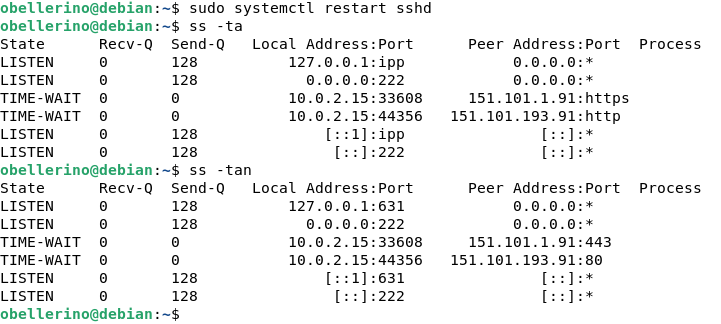 obellerino@debian:~$ sudo systemctl restart sshd
obellerino@debian:~$ ss -ta
State      Recv-Q  Send-Q   Local Address:Port      Peer Address:Port  Process
LISTEN     0       128          127.0.0.1:ipp            0.0.0.0:*
LISTEN     0       128            0.0.0.0:222            0.0.0.0:*
TIME-WAIT  0       0            10.0.2.15:33608     151.101.1.91:https
TIME-WAIT  0       0            10.0.2.15:44356   151.101.193.91:http
LISTEN     0       128              [::1]:ipp               [::]:*
LISTEN     0       128               [::]:222               [::]:*
obellerino@debian:~$ ss -tan
State      Recv-Q  Send-Q   Local Address:Port      Peer Address:Port  Process
LISTEN     0       128          127.0.0.1:631            0.0.0.0:*
LISTEN     0       128            0.0.0.0:222            0.0.0.0:*
TIME-WAIT  0       0            10.0.2.15:33608     151.101.1.91:443
TIME-WAIT  0       0            10.0.2.15:44356   151.101.193.91:80
LISTEN     0       128              [::1]:631               [::]:*
LISTEN     0       128               [::]:222               [::]:*
obellerino@debian:~$